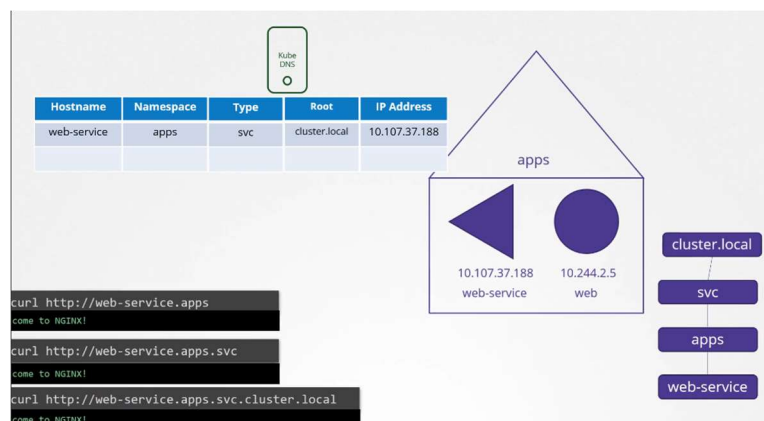 Kube
DNS
Hostname Namespace Type Root IP Address
web-service apps svc cluster.local 10.107.37.188
apps
10.107.37.188 10.244.2.5
web-service web
cluster.local
svc
apps
web-service
curl http://web-service.apps
come to NGINX!
curl http://web-service.apps.svc
come to NGINX!
curl http://web-service.apps.svc.cluster.local
come to NGINX!